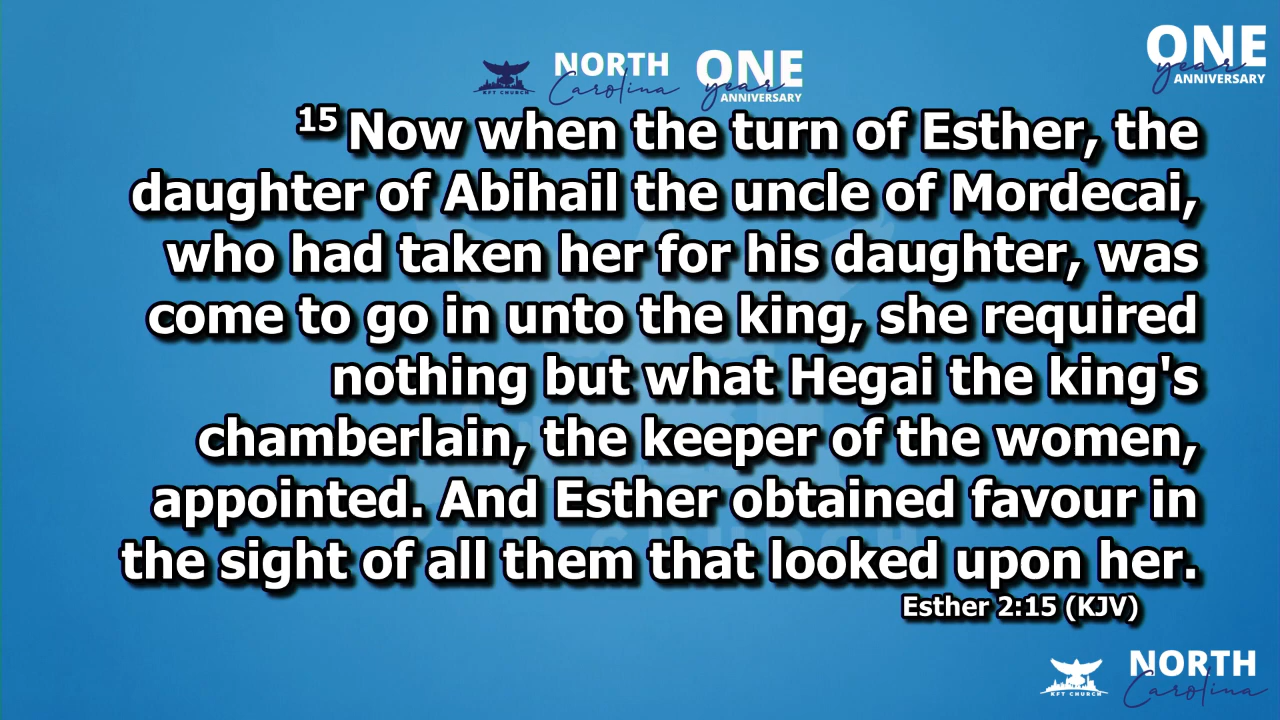 ONE
year
ANNIVERSARY
KFT CHURCH
NORTH
Carolina
ONE
year
ANNIVERSARY
15 Now when the turn of Esther, the
daughter of Abihail the uncle of Mordecai,
who had taken her for his daughter, was
come to go in unto the king, she required
nothing but what Hegai the king's
chamberlain, the keeper of the women,
appointed. And Esther obtained favour in
the sight of all them that looked upon her.
Esther 2:15 (KJV)
KFT CHURCH
NORTH
Carolina